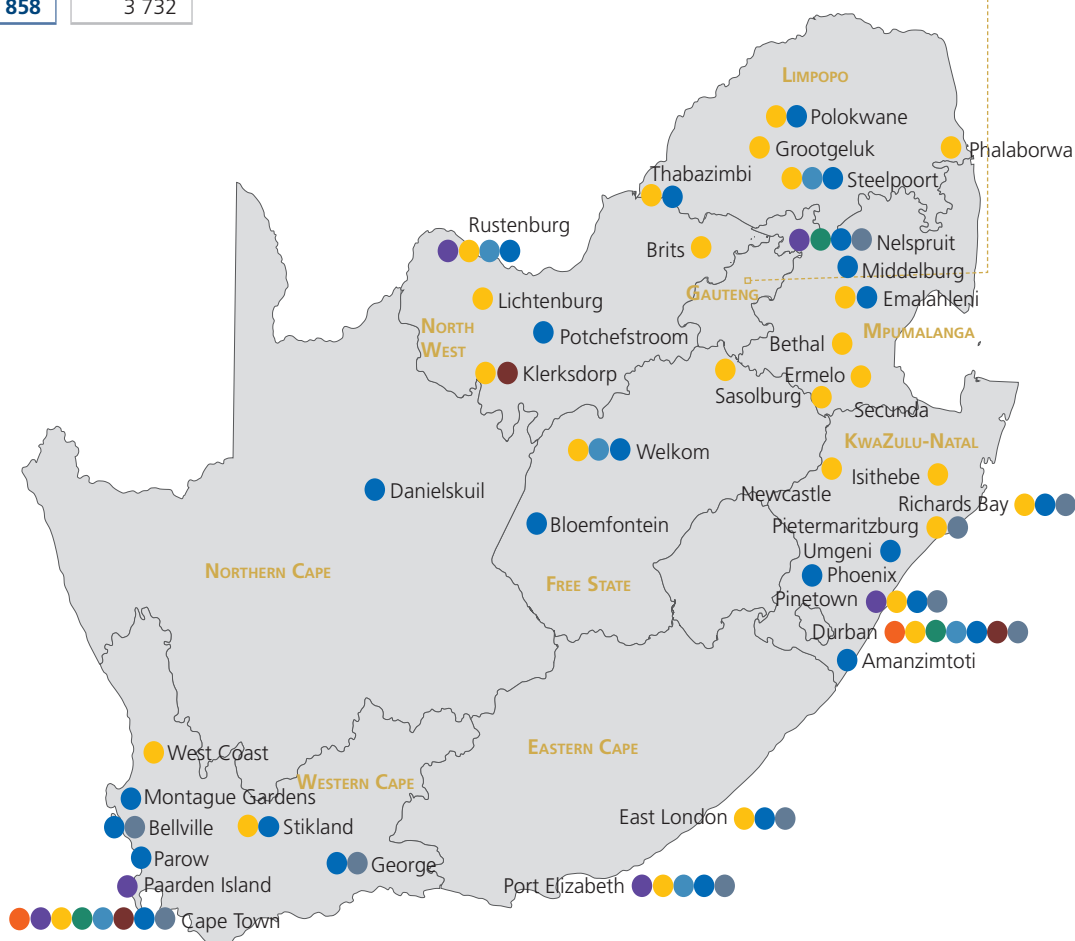 858 3 732
LIMPOPO
Polokwane
Grootgeluk
Phalaborwa
Thabazimbi
Steelpoort
Rustenburg
Brits
Nelspruit
Middelburg
GAUTENG
Emalahleni
Lichtenburg
NORTH
WEST
Potchefstroom
MPUMALANGA
Bethal
Klerksdorp
Ermelo
Sasolburg
Secunda
KWAZULU-NATAL
Welkom
Isithebe
Danielskuil
Newcastle
Richards Bay
Bloemfontein
Pietermaritzburg
Umgeni
NORTHERN CAPE
Phoenix
FREE STATE
Pinetown
Durban
Amanzimtoti
EASTERN CAPE
West Coast
WESTERN CAPE
Montague Gardens
East London
Bellville
Stikland
Parow
George
Paarden Island
Port Elizabeth
Cape Town